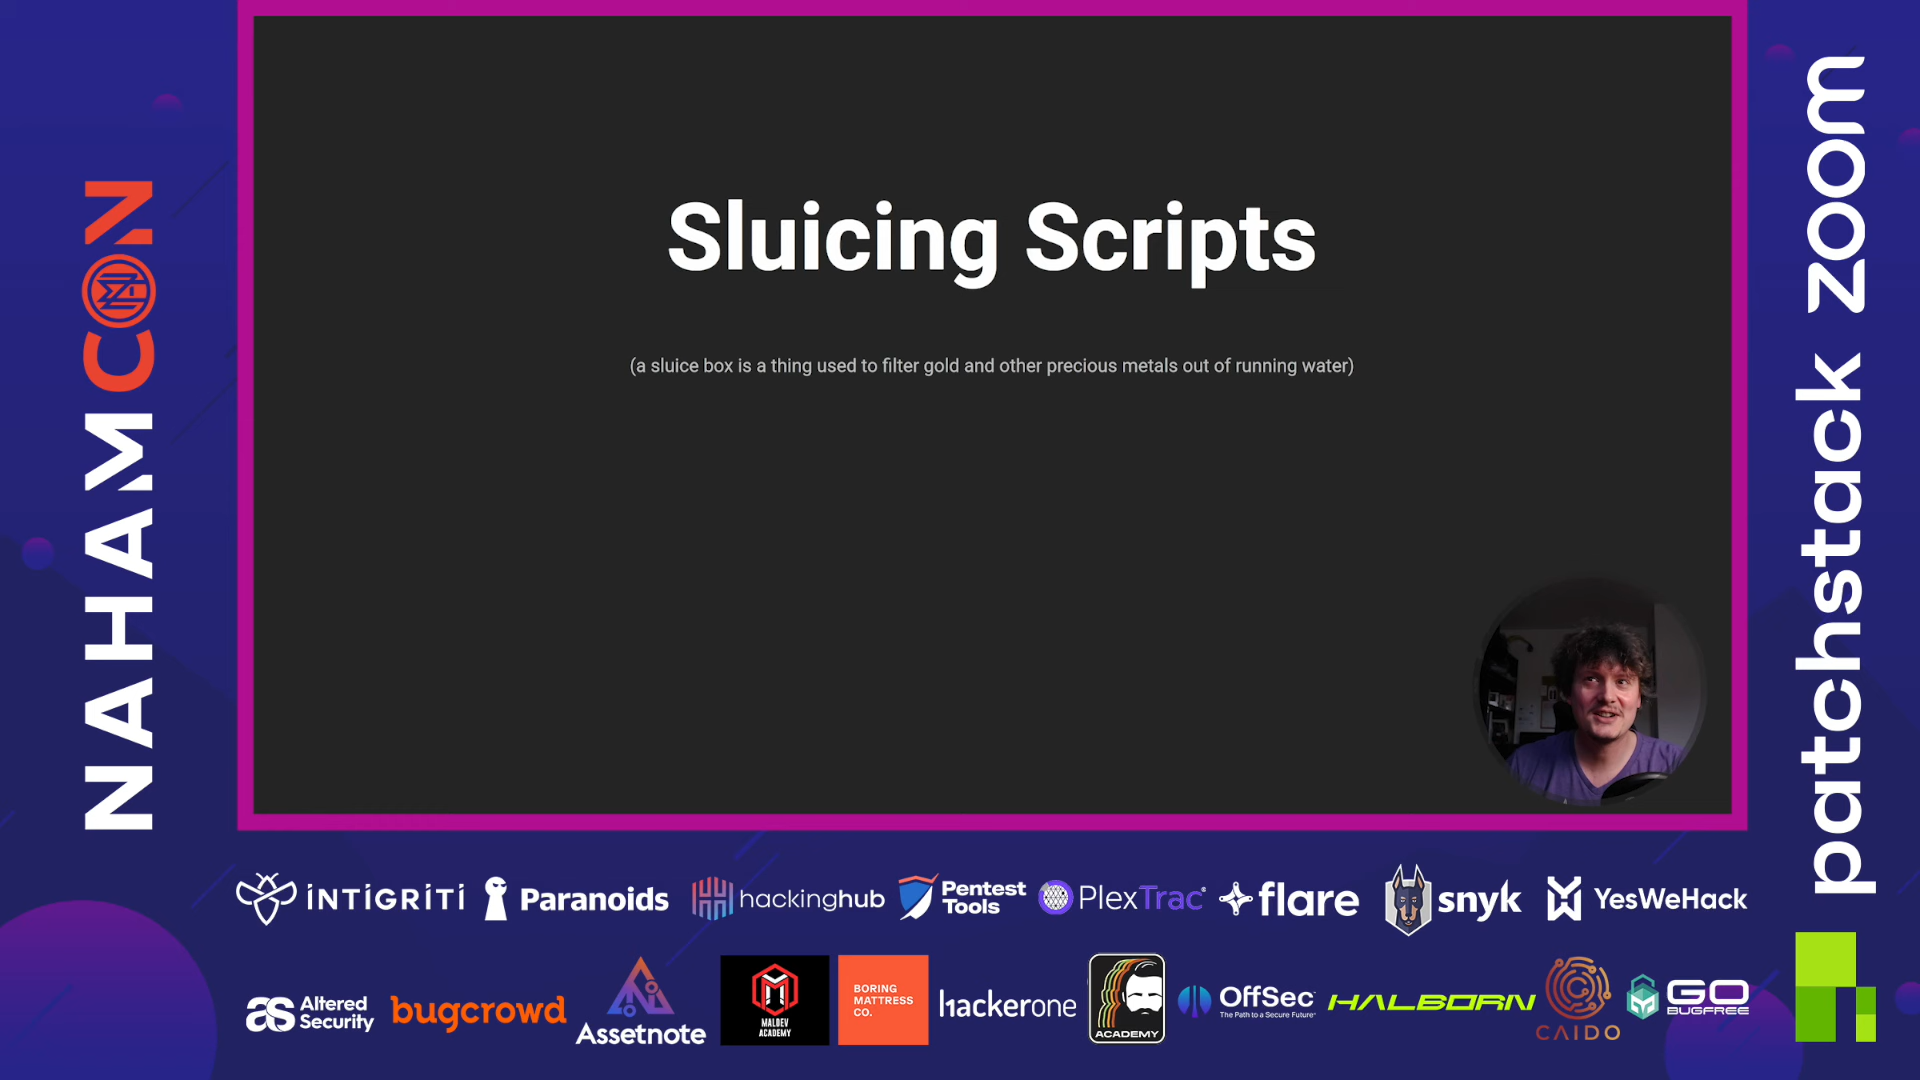 Sluicing Scripts
(a sluice box is a thing used to filter gold and other precious metals out of running water)
NAHAMCON
patchstack zoom
INTIGRITI
Paranoids
hackinghub
Pentest
Tools
PlexTrac
flare
snyk
YesWeHack
as Altered
Security
bugcrowd
Assetnote
MALDEV
ACADEMY
BORING
MATTRESS
CO.
hackerone
ACADEMY
OffSec
The Path to a Secure Future
HALBORN
CAIDO
GO
BUGFREE